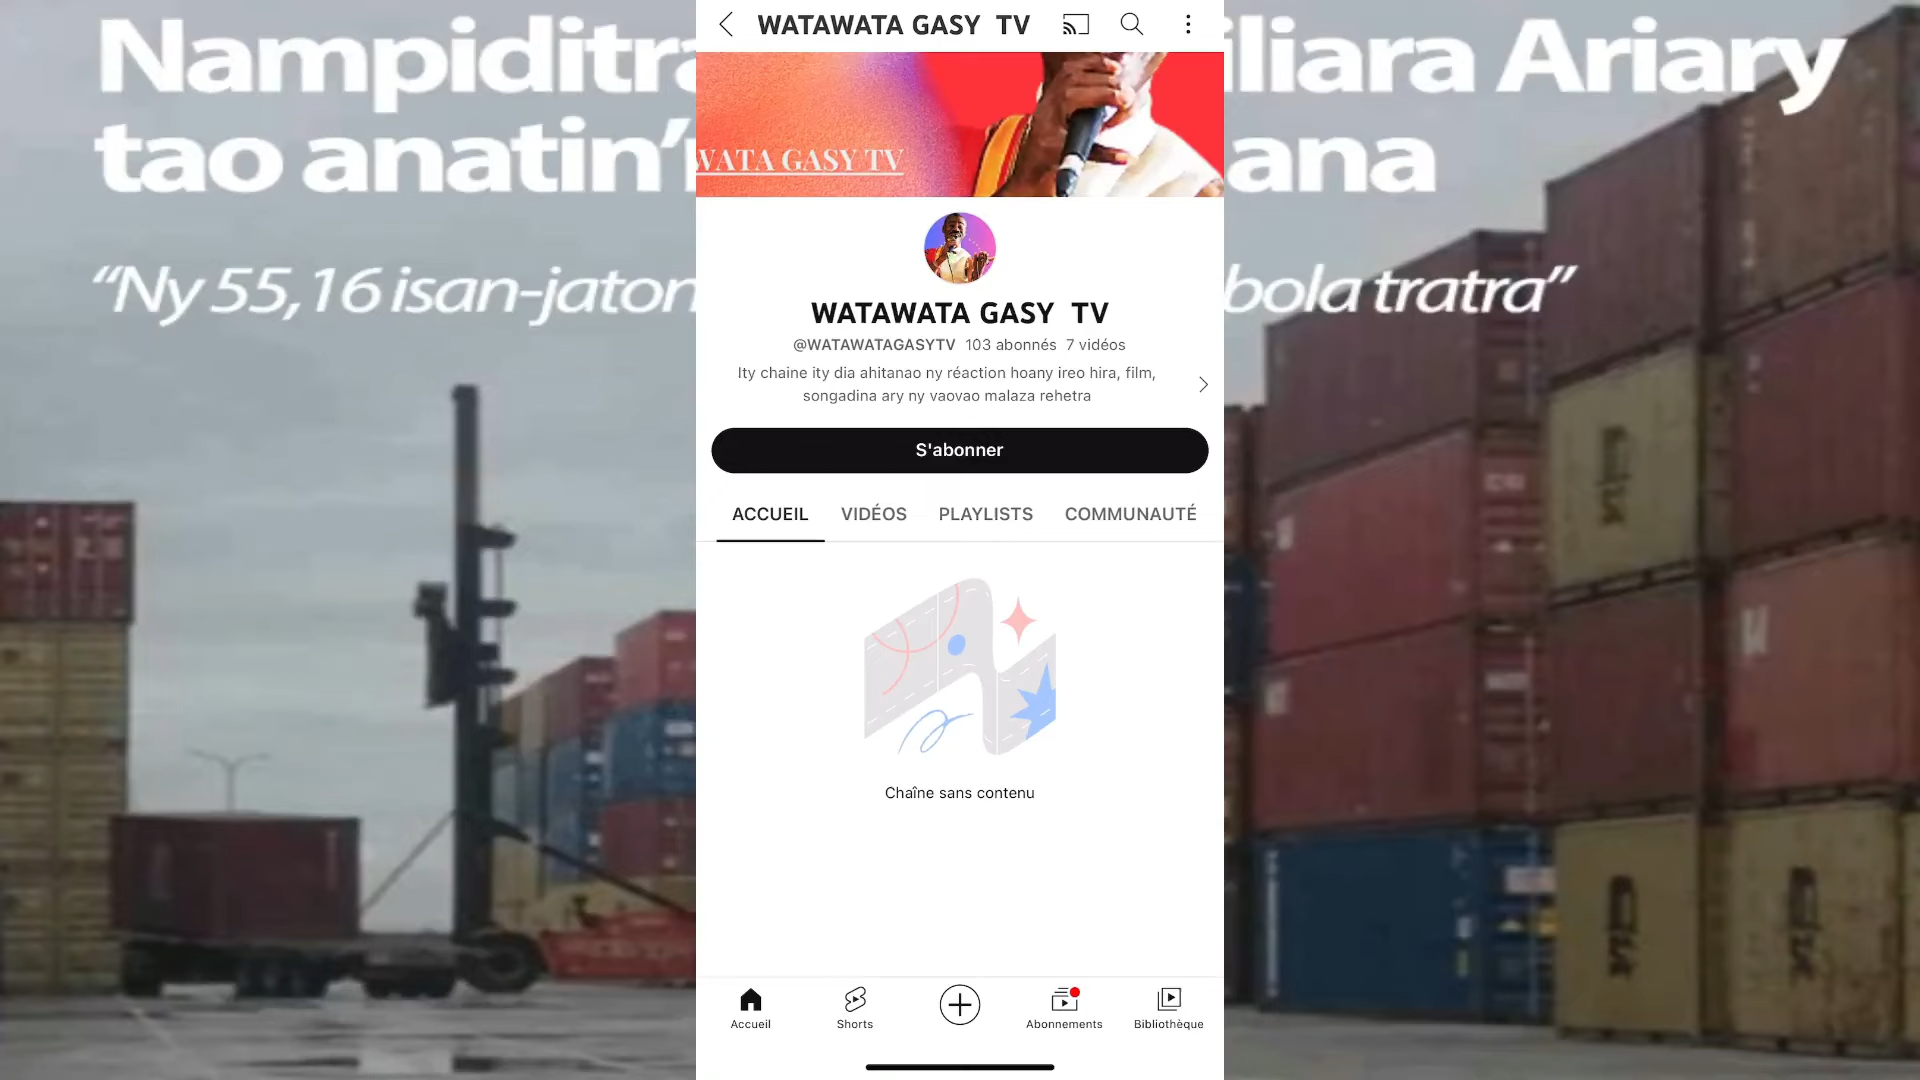 Nampiditra
liara Ariary
tao anatin'
ana
"Ny 55,16 isan-jaton
bola tratra"
WATAWATA GASY TV
WATA GASY TV
WATAWATA GASY TV
@WATAWATAGASYTV 103 abonnés 7 vidéos
Ity chaine ity dia ahitanao ny réaction hoany ireo hira, film,
songadina ary ny vaovao malaza rehetra
S'abonner
ACCUEIL VIDÉOS PLAYLISTS COMMUNAUTÉ
Chaîne sans contenu
Accueil Shorts Abonnements Bibliothèque